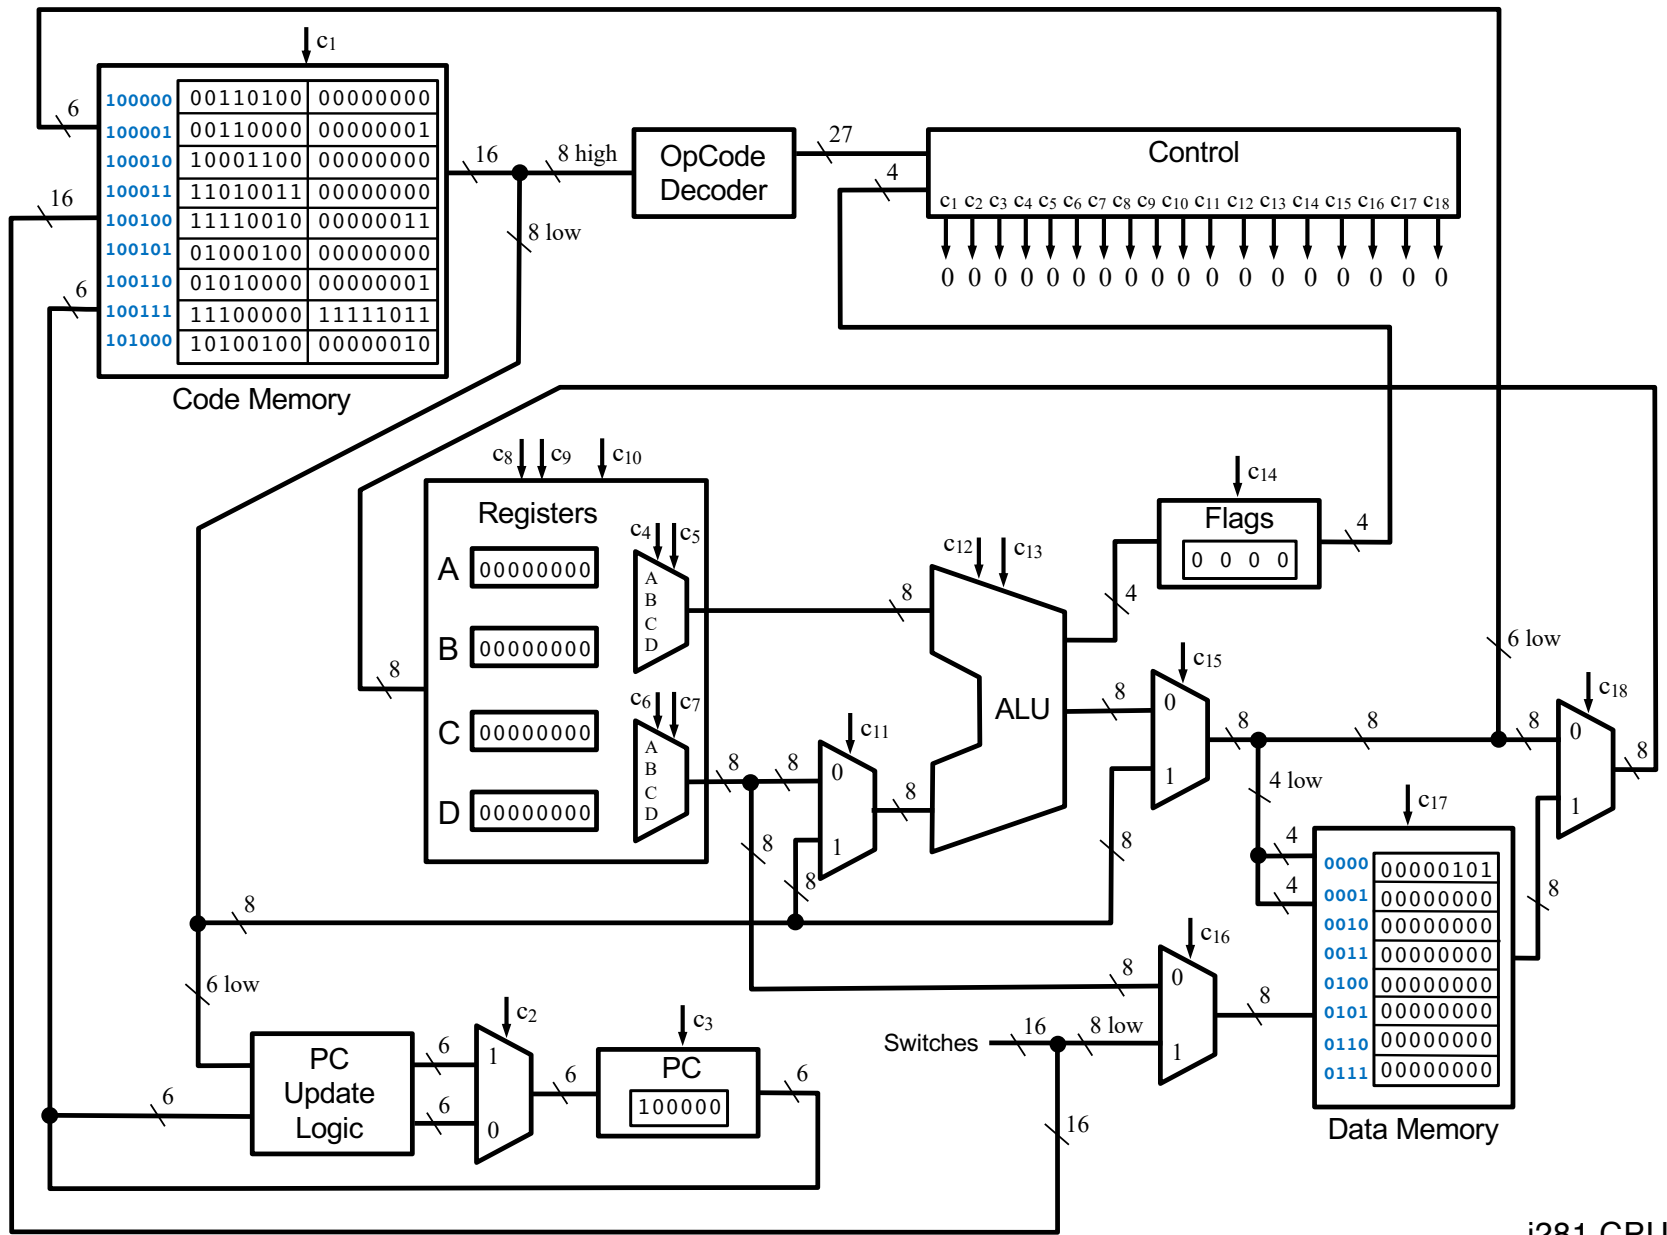 c1
100000 00110100 00000000
100001 00110000 00000001
100010 10001100 00000000
100011 11010011 00000000
100100 11110010 00000011
100101 01000100 00000000
100110 01010000 00000001
100111 11100000 11111011
101000 10100100 00000010
Code Memory
6
16
6
16
8 high
8 low
OpCode
Decoder
27
4
Control
c1 c2 c3 c4 c5 c6 c7 c8 c9 c10 c11 c12 c13 c14 c15 c16 c17 c18
0 0 0 0 0 0 0 0 0 0 0 0 0 0 0 0 0 0
c8 c9 c10
Registers
A 00000000
B 00000000
C 00000000
D 00000000
8
c4 c5
A
B
C
D
c6 c7
A
B
C
D
8
8
8
8
c11
0
1
8
8
c12 c13
ALU
4
8
c14
Flags
0 0 0 0
4
c15
0
1
8
8
8
6 low
8
4 low
4
4
c18
0
1
8
8
c17
0000 00000101
0001 00000000
0010 00000000
0011 00000000
0100 00000000
0101 00000000
0110 00000000
0111 00000000
Data Memory
8
6 low
8
c16
0
1
8
Switches
16
8 low
16
PC
Update
Logic
6
6
6
c2
1
0
6
c3
PC
100000
6
i281 CPU